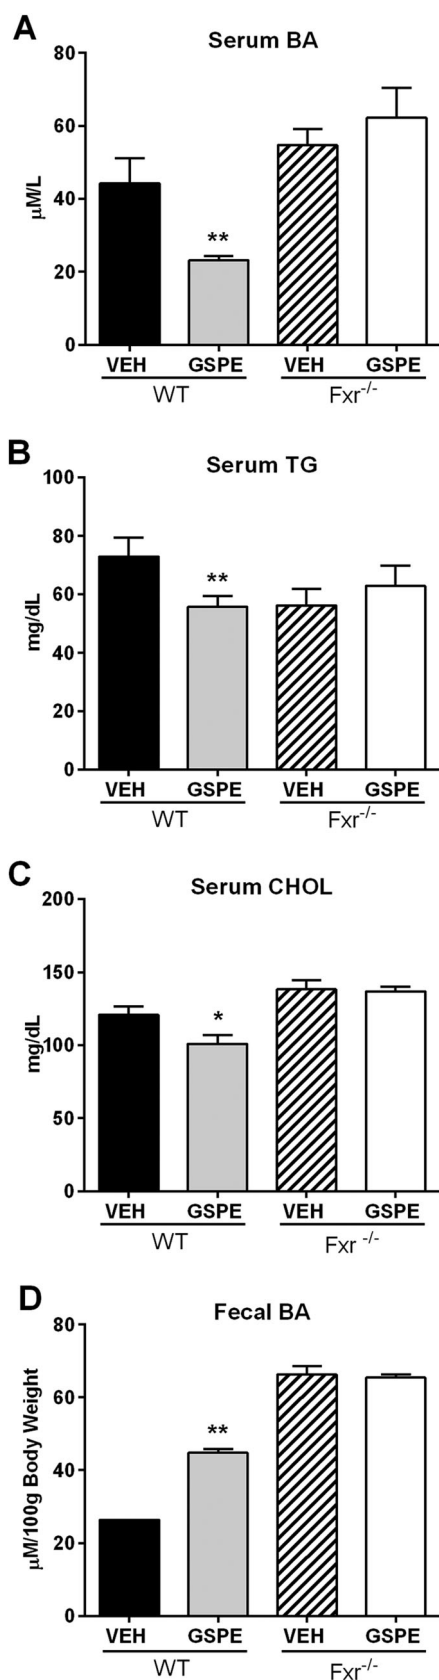 A
Serum BA
80
60
40
20
0
μM/L
**
VEH GSPE VEH GSPE
WT Fxr-/-
B
Serum TG
100
80
60
40
20
0
mg/dL
**
VEH GSPE VEH GSPE
WT Fxr-/-
C
Serum CHOL
200
150
100
50
0
mg/dL
*
VEH GSPE VEH GSPE
WT Fxr -/-
D
Fecal BA
80
60
40
20
0
μM/100g Body Weight
**
VEH GSPE VEH GSPE
WT Fxr-/-